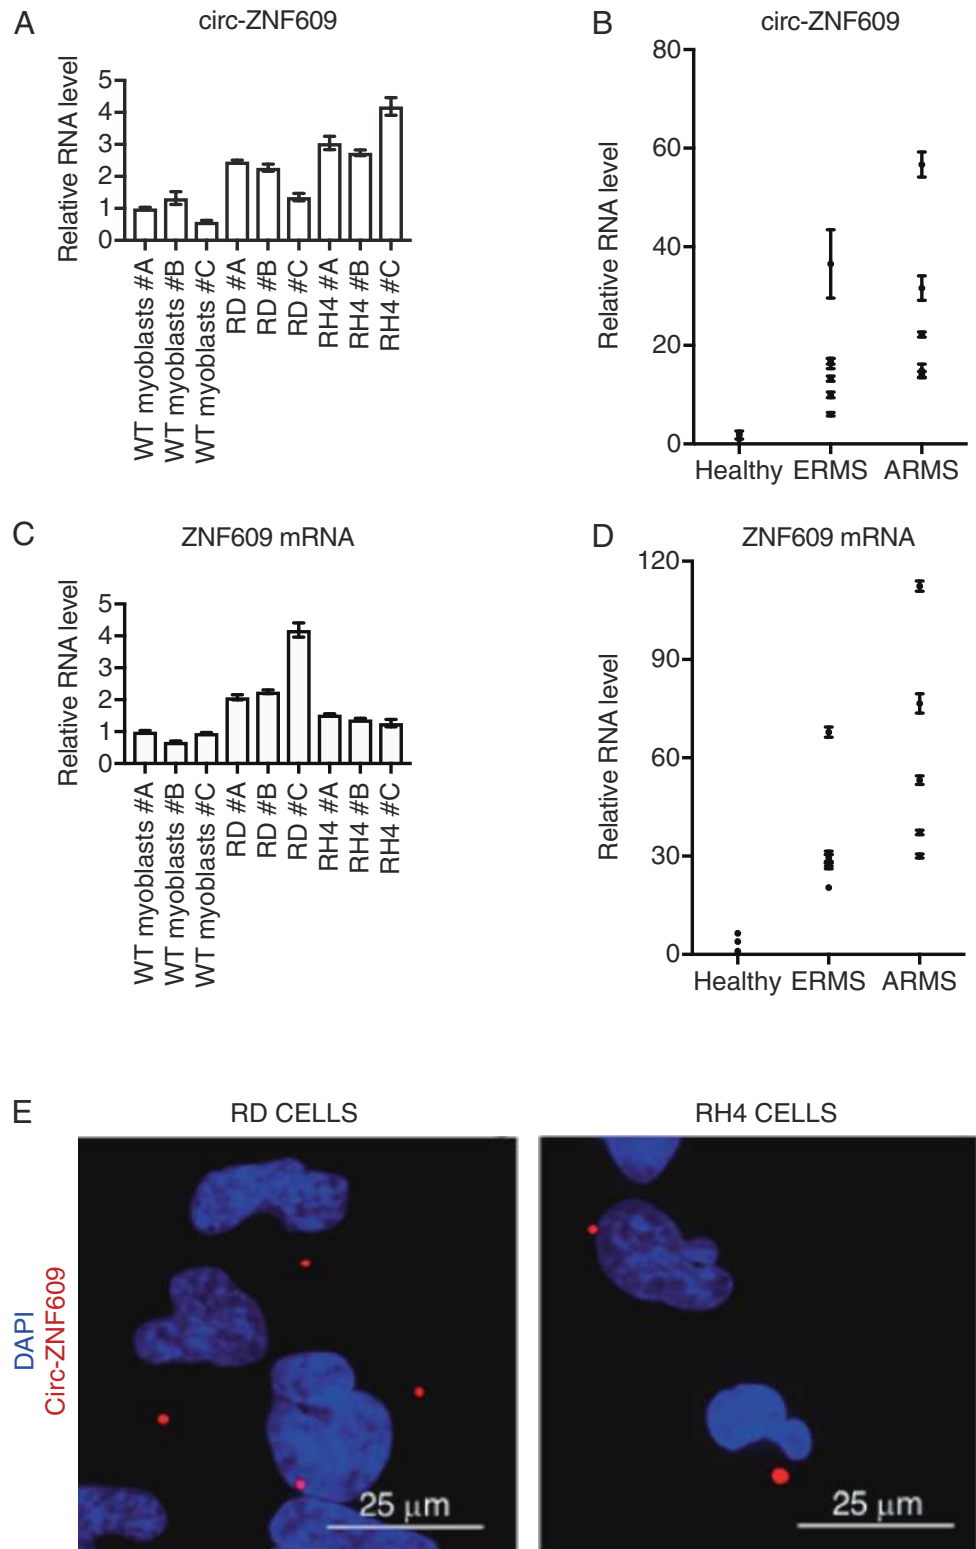 A
circ-ZNF609
Relative RNA level
5
4
3
2
1
0
WT myoblasts #A
WT myoblasts #B
WT myoblasts #C
RD #A
RD #B
RD #C
RH4 #A
RH4 #B
RH4 #C
B
circ-ZNF609
Relative RNA level
80
60
40
20
0
Healthy ERMS ARMS
C
ZNF609 mRNA
Relative RNA level
5
4
3
2
1
0
WT myoblasts #A
WT myoblasts #B
WT myoblasts #C
RD #A
RD #B
RD #C
RH4 #A
RH4 #B
RH4 #C
D
ZNF609 mRNA
Relative RNA level
120
90
60
30
0
Healthy ERMS ARMS
E
RD CELLS
RH4 CELLS
DAPI
Circ-ZNF609
25 μm
25 μm